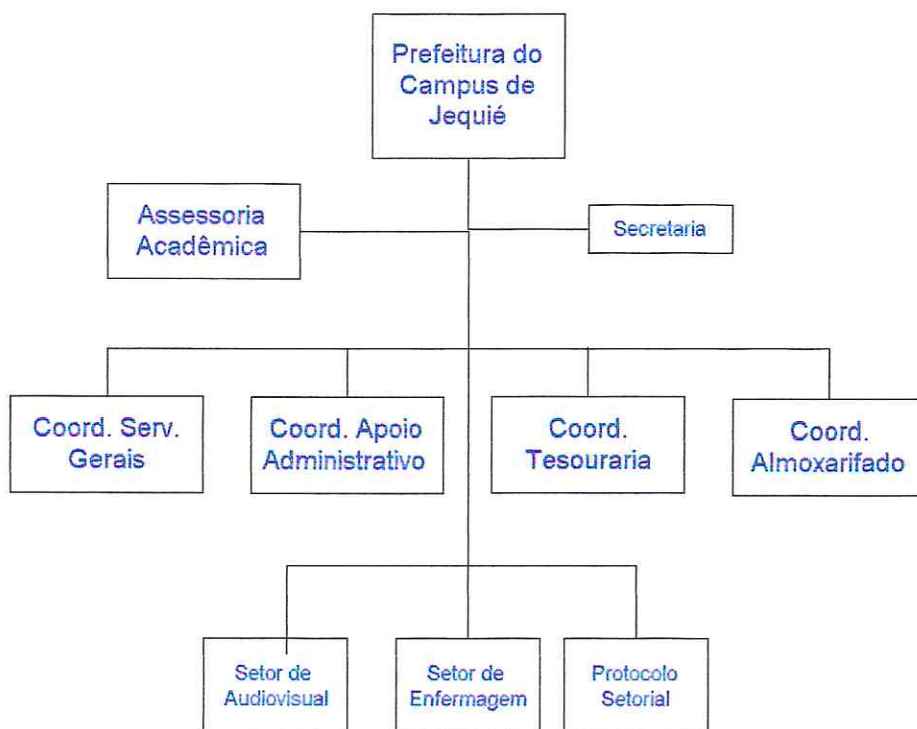 Prefeitura do
Campus de
Jequié
Assessoria
Acadêmica
Secretaria
Coord. Serv.
Gerais
Coord. Apoio
Administrativo
Coord.
Tesouraria
Coord.
Almoxarifado
Setor de
Audiovisual
Setor de
Enfermagem
Protocolo
Setorial